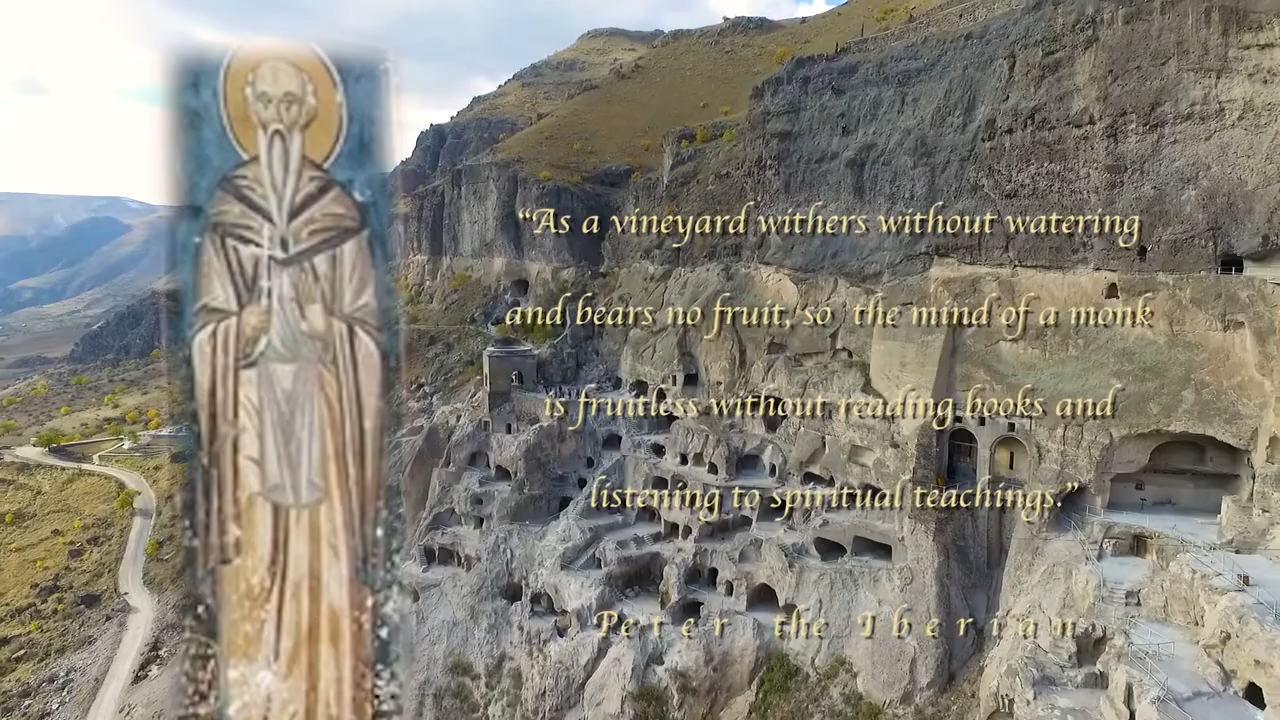 “As a vineyard withers without watering
and bears no fruit, so the mind of a monk
is fruitless without reading books and
listening to spiritual teachings.”
Peter the Iberian